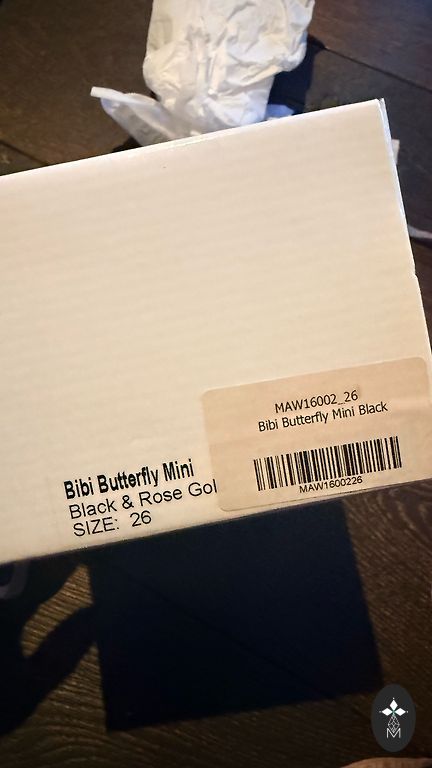 MAW16002_26
Bibi Butterfly Mini Black
MAW1600226
Bibi Butterfly Mini
Black & Rose Gol
SIZE: 26